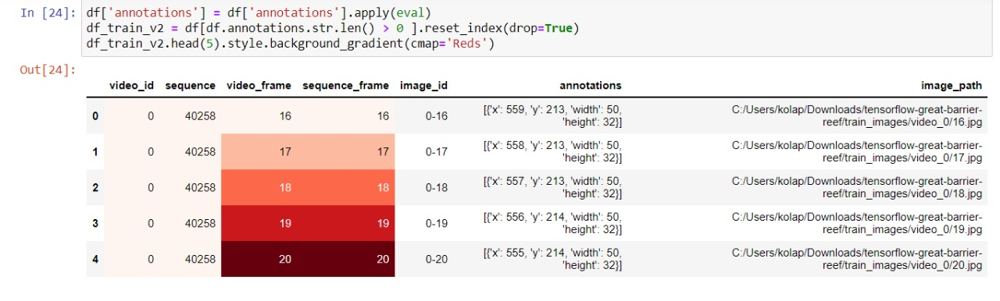 In [24]: df['annotations'] = df['annotations'].apply(eval)
df_train_v2 = df[df.annotations.str.len() > 0 ].reset_index(drop=True)
df_train_v2.head(5).style.background_gradient(cmap='Reds')
Out[24]:
video_id sequence video_frame sequence_frame image_id annotations image_path
0 0 40258 16 16 0-16 [{'x': 559, 'y': 213, 'width': 50, C:/Users/kolap/Downloads/tensorflow-great-barrier-
'height': 32}] reef/train_images/video_0/16.jpg
1 0 40258 17 17 0-17 [{'x': 558, 'y': 213, 'width': 50, C:/Users/kolap/Downloads/tensorflow-great-barrier-
'height': 32}] reef/train_images/video_0/17.jpg
2 0 40258 18 18 0-18 [{'x': 557, 'y': 213, 'width': 50, C:/Users/kolap/Downloads/tensorflow-great-barrier-
'height': 32}] reef/train_images/video_0/18.jpg
3 0 40258 19 19 0-19 [{'x': 556, 'y': 214, 'width': 50, C:/Users/kolap/Downloads/tensorflow-great-barrier-
'height': 32}] reef/train_images/video_0/19.jpg
4 0 40258 20 20 0-20 [{'x': 555, 'y': 214, 'width': 50, C:/Users/kolap/Downloads/tensorflow-great-barrier-
'height': 32}] reef/train_images/video_0/20.jpg